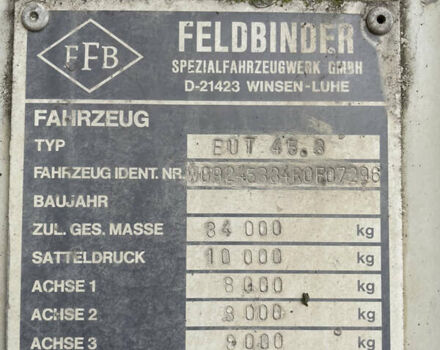 FFB
FELDBINDER
SPEZIALFAHRZEUGWERK GMBH
D-21423 WINSEN-LUHE
FAHRZEUG
TYP EUT 45.3
FAHRZEUG IDENT. NR.
BAUJAHR
ZUL. GES. MASSE 34 000 kg
SATTELDRUCK 10 000 kg
ACHSE 1 8 000 kg
ACHSE 2 8 000 kg
ACHSE 3 9 000 kg